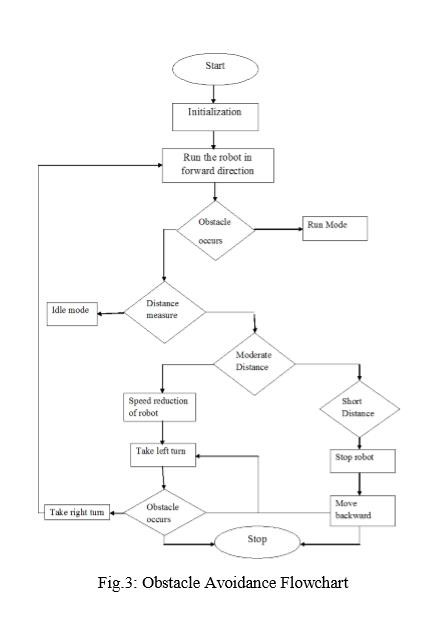 Start
Initialization
Run the robot in
forward direction
Obstacle
occurs
Run Mode
Distance
measure
Idle mode
Moderate
Distance
Speed reduction
of robot
Short
Distance
Take left turn
Stop robot
Obstacle
occurs
Take right turn
Move
backward
Stop
Fig.3: Obstacle Avoidance Flowchart